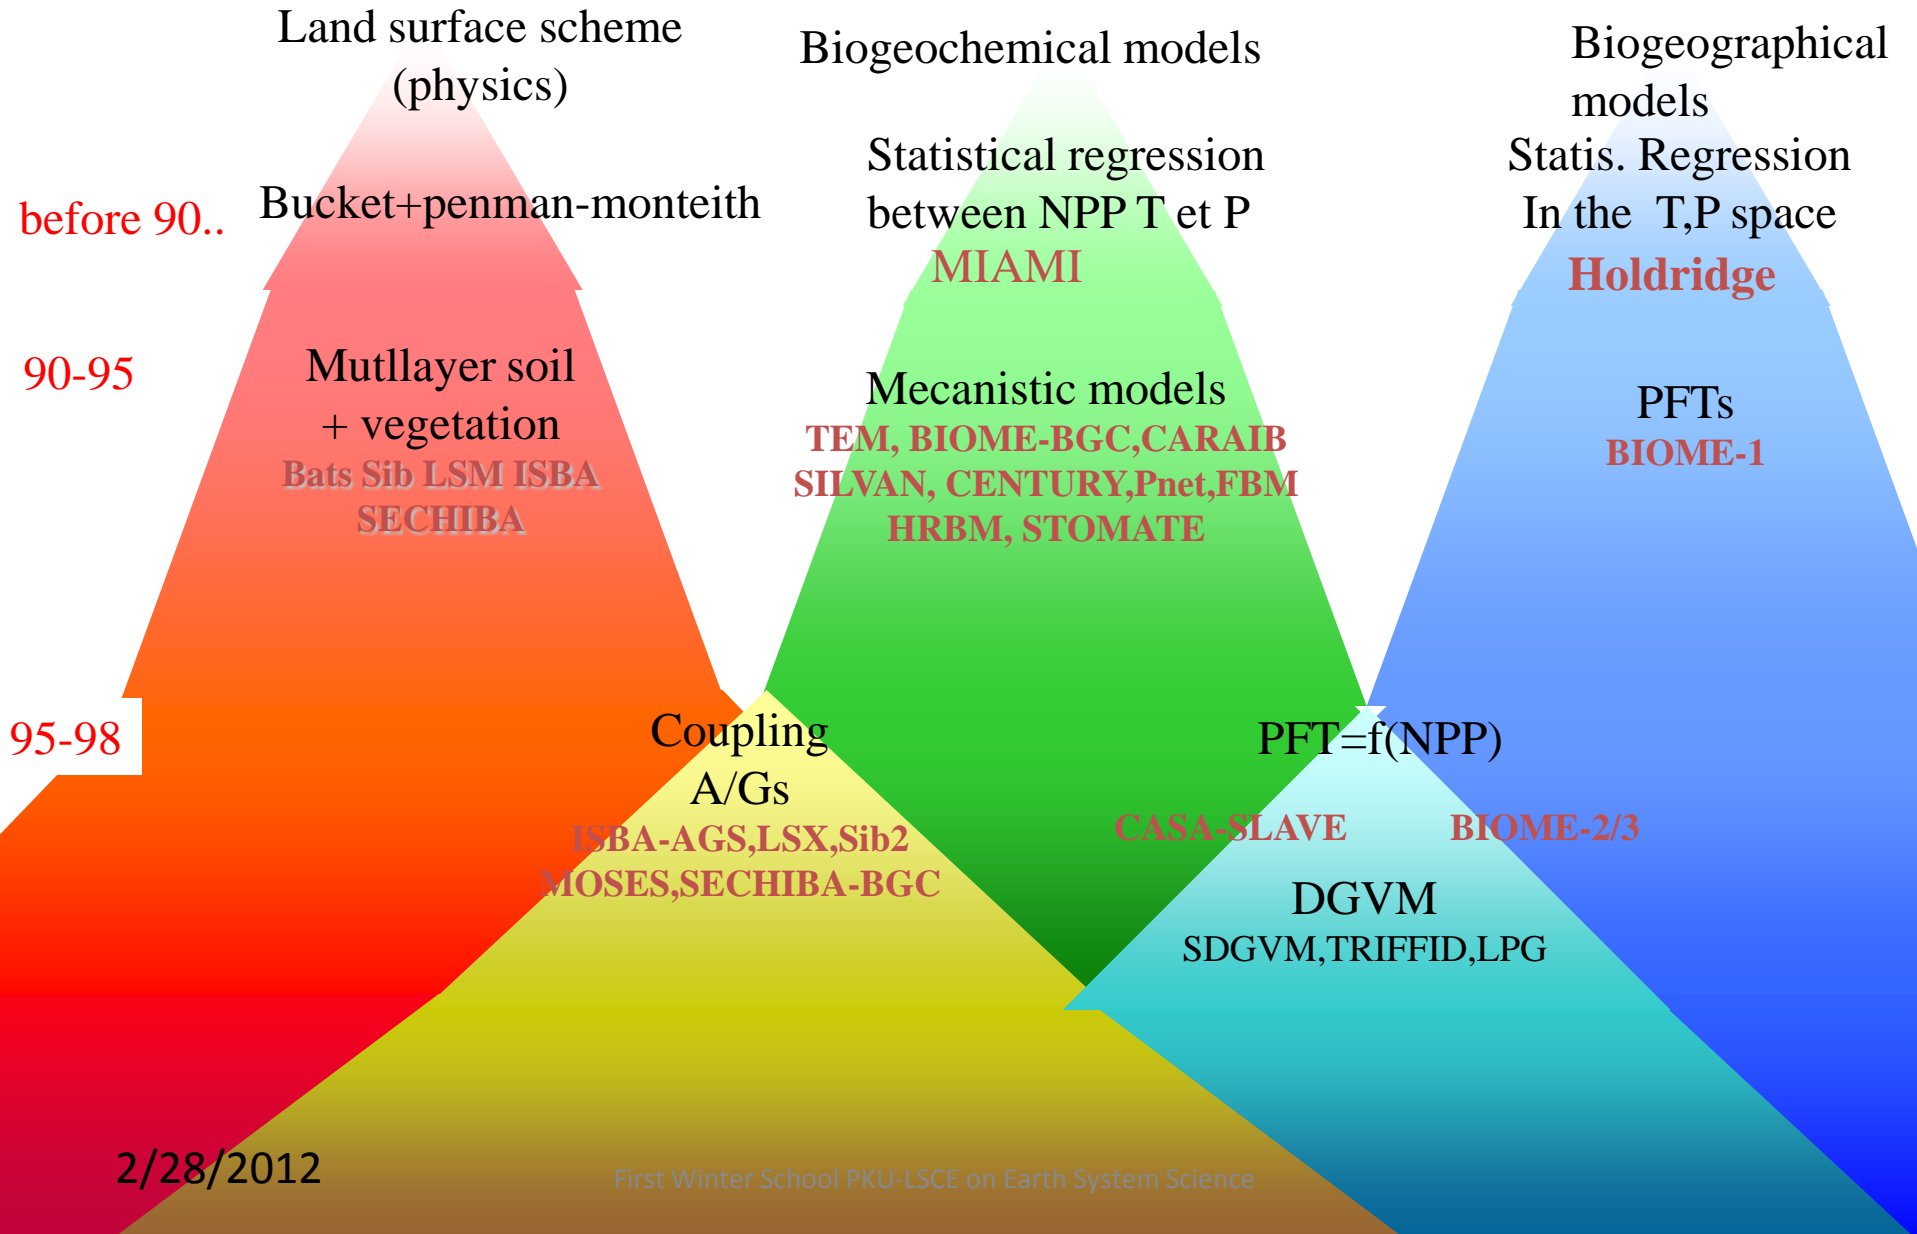 Land surface scheme
(physics)
Biogeochemical models
Biogeographical
models
before 90..
Bucket+penman-monteith
Statistical regression
between NPP T et P
MIAMI
Statis. Regression
In the T,P space
Holdridge
90-95
Mutllayer soil
+ vegetation
Bats Sib LSM ISBA
SECHIBA
Mecanistic models
TEM, BIOME-BGC,CARAIB
SILVAN, CENTURY,Pnet,FBM
HRBM, STOMATE
PFTs
BIOME-1
95-98
Coupling
A/Gs
ISBA-AGS,LSX,Sib2
MOSES,SECHIBA-BGC
PFT=f(NPP)
CASA-SLAVE BIOME-2/3
DGVM
SDGVM,TRIFFID,LPG
2/28/2012
First Winter School PKU-LSCE on Earth System Science